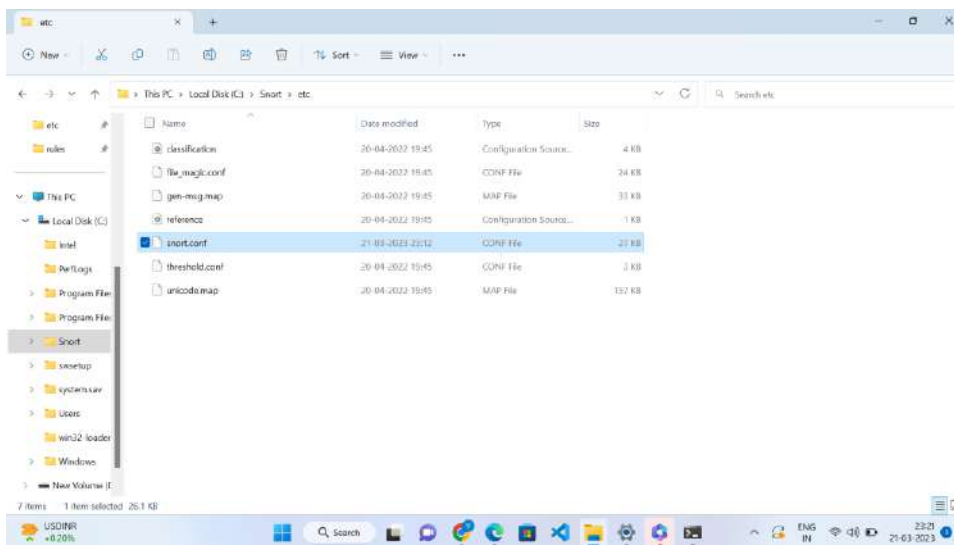 etc
New
Sort
View
This PC > Local Disk (C:) > Snort > etc
Search etc
etc
rules
This PC
Local Disk (C:)
Intel
PerfLogs
Program Files
Program Files
Snort
swsetup
system.sav
Users
win32-loader
Windows
New Volume (D
Name Date modified Type Size
classification 20-04-2022 19:45 Configuration Source... 4 KB
file_magic.conf 20-04-2022 19:45 CONF File 24 KB
gen-msg.map 20-04-2022 19:45 MAP File 33 KB
reference 20-04-2022 19:45 Configuration Source... 1 KB
snort.conf 21-03-2023 23:12 CONF File 27 KB
threshold.conf 20-04-2022 19:45 CONF File 3 KB
unicode.map 20-04-2022 19:45 MAP File 157 KB
7 items 1 item selected 26.1 KB
USDINR
+0.20%
Search
ENG
IN
23:21
21-03-2023